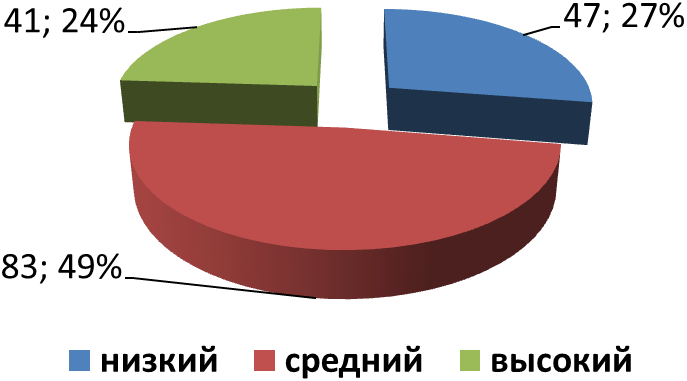 41; 24%
47; 27%
83; 49%
низкий средний высокий